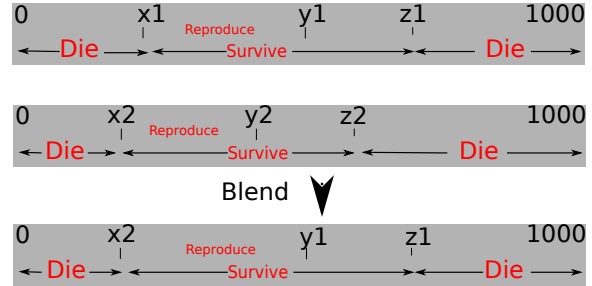 0 x1 Reproduce y1 z1 1000
Die Survive Die
0 x2 Reproduce y2 z2 1000
Die Survive Die
Blend
0 x2 Reproduce y1 z1 1000
Die Survive Die